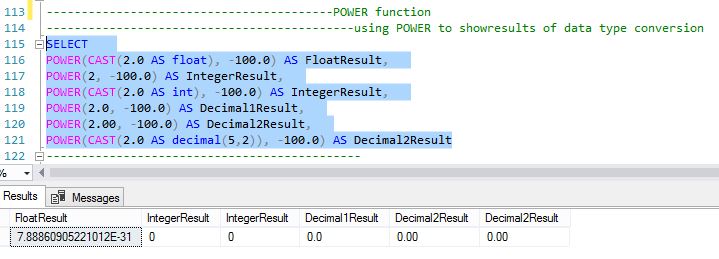 113 -------------------------------------POWER function
114 ----------------------------------------using POWER to showresults of data type conversion
115 SELECT
116 POWER(CAST(2.0 AS float), -100.0) AS FloatResult,
117 POWER(2, -100.0) AS IntegerResult,
118 POWER(CAST(2.0 AS int), -100.0) AS IntegerResult,
119 POWER(2.0, -100.0) AS Decimal1Result,
120 POWER(2.00, -100.0) AS Decimal2Result,
121 POWER(CAST(2.0 AS decimal(5,2)), -100.0) AS Decimal2Result
122 -----------------------------------------
%
Results Messages
FloatResult IntegerResult IntegerResult Decimal1Result Decimal2Result Decimal2Result
7.88860905221012E-31 0 0 0.0 0.00 0.00